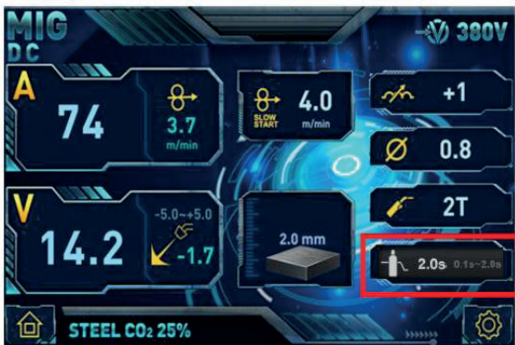 MIG
DC
380V
A
74
3.7
m/min
SLOW
START
4.0
m/min
+1
0.8
2T
V
14.2
-5.0~+5.0
-1.7
2.0 mm
2.0s 0.1s~2.0s
STEEL CO₂ 25%